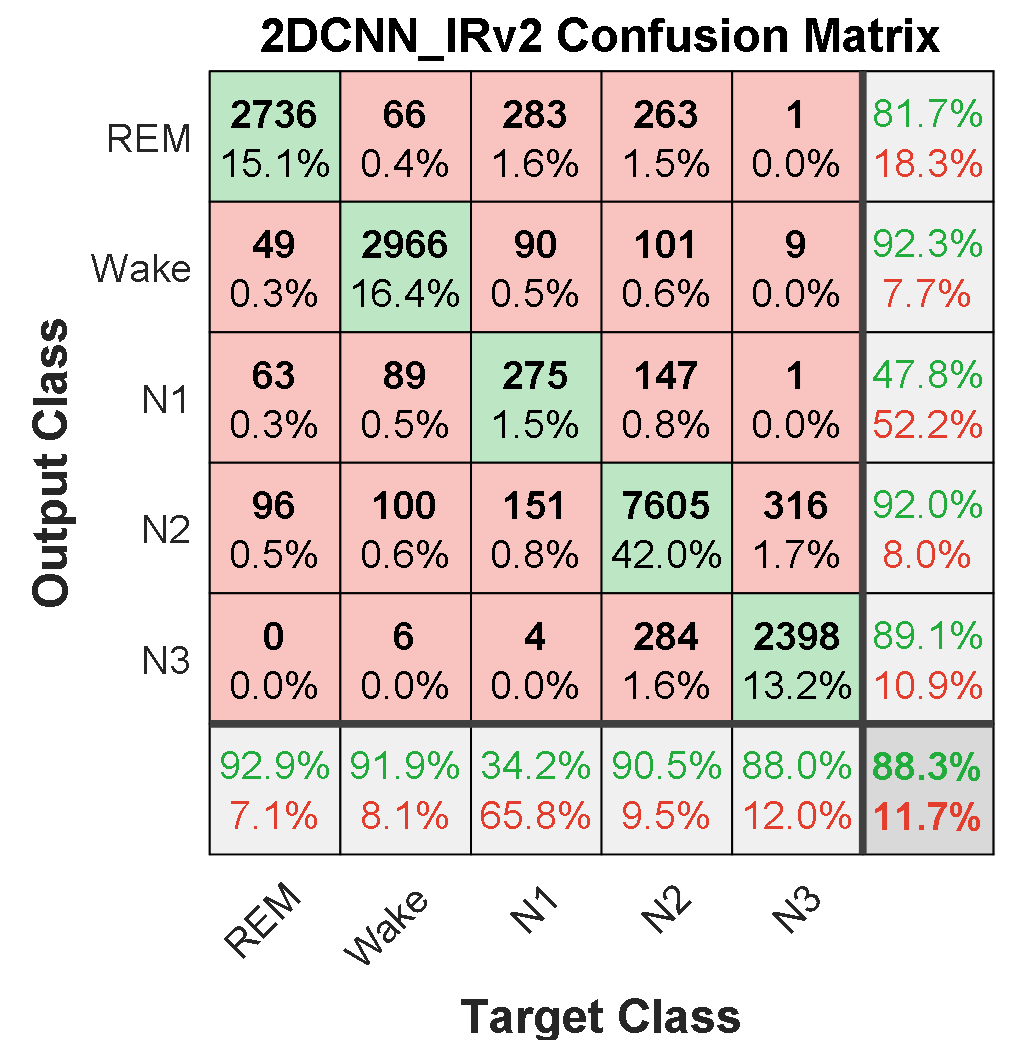 2DCNN_IRv2 Confusion Matrix
REM 2736 66 283 263 1 81.7%
15.1% 0.4% 1.6% 1.5% 0.0% 18.3%
Wake 49 2966 90 101 9 92.3%
0.3% 16.4% 0.5% 0.6% 0.0% 7.7%
N1 63 89 275 147 1 47.8%
0.3% 0.5% 1.5% 0.8% 0.0% 52.2%
N2 96 100 151 7605 316 92.0%
0.5% 0.6% 0.8% 42.0% 1.7% 8.0%
N3 0 6 4 284 2398 89.1%
0.0% 0.0% 0.0% 1.6% 13.2% 10.9%
92.9% 91.9% 34.2% 90.5% 88.0% 88.3%
7.1% 8.1% 65.8% 9.5% 12.0% 11.7%
REM Wake N1 N2 N3
Target Class
Output Class